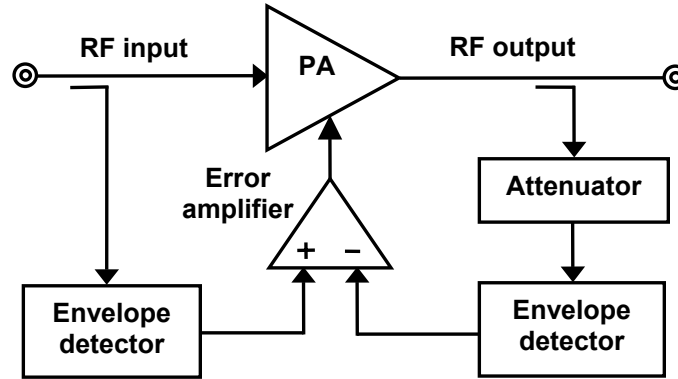 RF input
PA
RF output
Error
amplifier
Attenuator
+ −
Envelope
detector
Envelope
detector